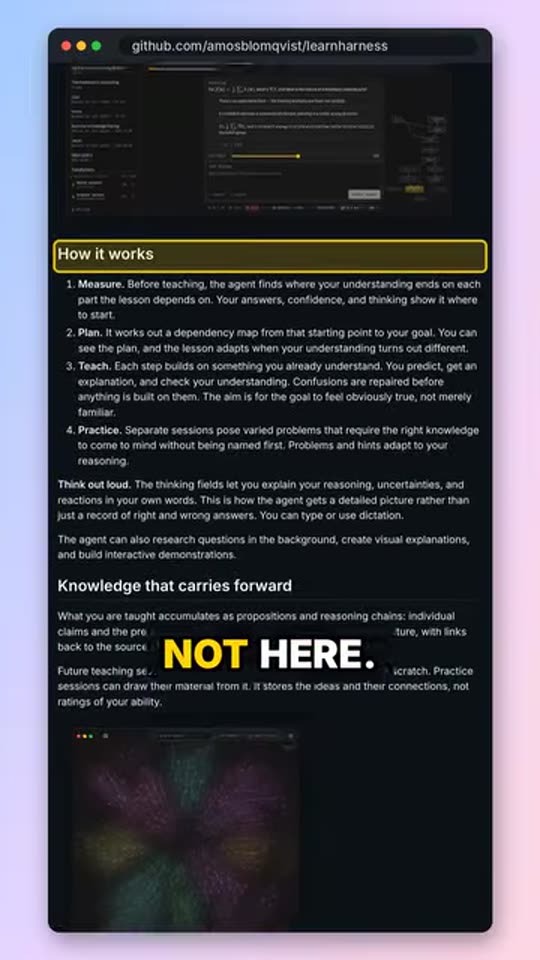 github.com/amosblomqvist/learnharness
How it works
1. Measure. Before teaching, the agent finds where your understanding ends on each
part the lesson depends on. Your answers, confidence, and thinking show it where
to start.
2. Plan. It works out a dependency map from that starting point to your goal. You can
see the plan, and the lesson adapts when your understanding turns out different.
3. Teach. Each step builds on something you already understand. You predict, get an
explanation, and check your understanding. Confusions are repaired before
anything is built on them. The aim is for the goal to feel obviously true, not merely
familiar.
4. Practice. Separate sessions pose varied problems that require the right knowledge
to come to mind without being named first. Problems and hints adapt to your
reasoning.
Think out loud. The thinking fields let you explain your reasoning, uncertainties, and
reactions in your own words. This is how the agent gets a detailed picture rather than
just a record of right and wrong answers. You can type or use dictation.
The agent can also research questions in the background, create visual explanations,
and build interactive demonstrations.
Knowledge that carries forward
What you are taught accumulates as propositions and reasoning chains: individual
claims and the with links
back to the
NOT HERE.
Future teaching scratch. Practice
sessions can draw their material from it. It stores the ideas and their connections, not
ratings of your ability.